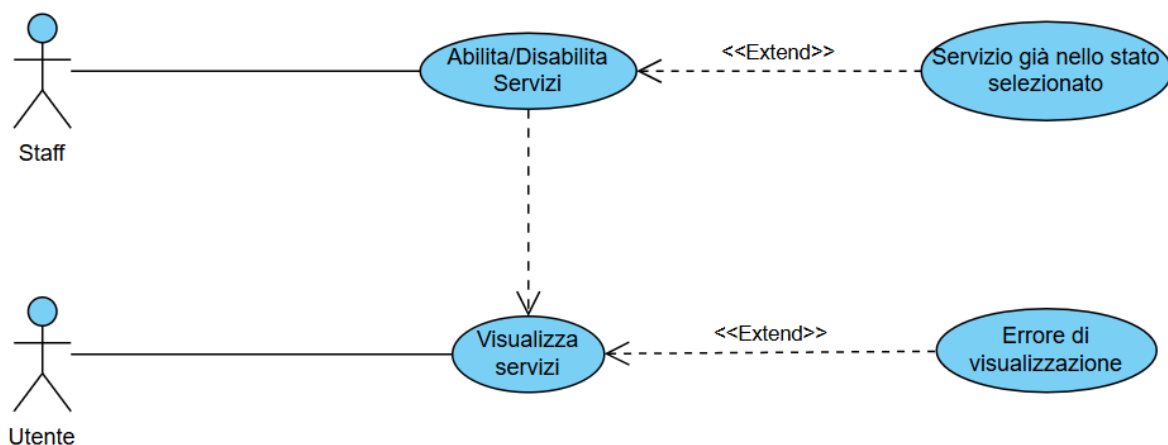 Abilita/Disabilita
Servizi
<<Extend>>
Servizio già nello stato
selezionato
Staff
Visualizza
servizi
<<Extend>>
Errore di
visualizzazione
Utente